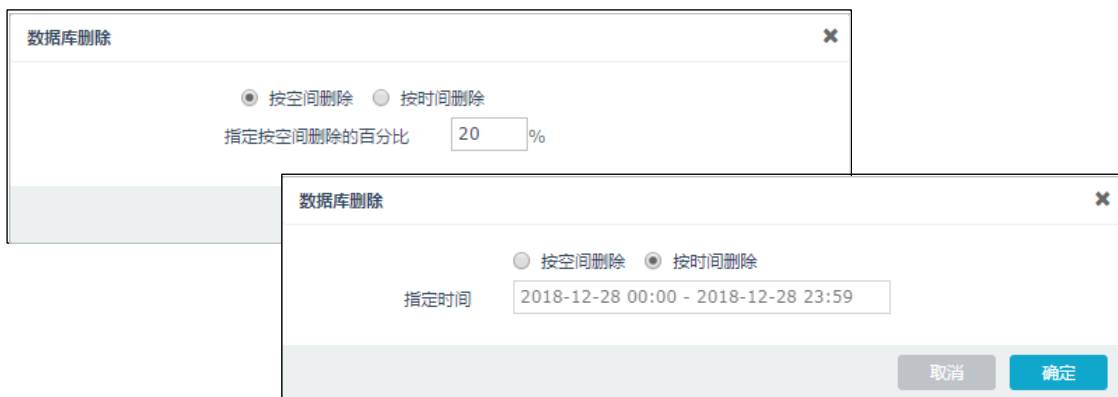 数据库删除
按空间删除 按时间删除
指定按空间删除的百分比 20 %
数据库删除
按空间删除 按时间删除
指定时间 2018-12-28 00:00 - 2018-12-28 23:59
取消 确定